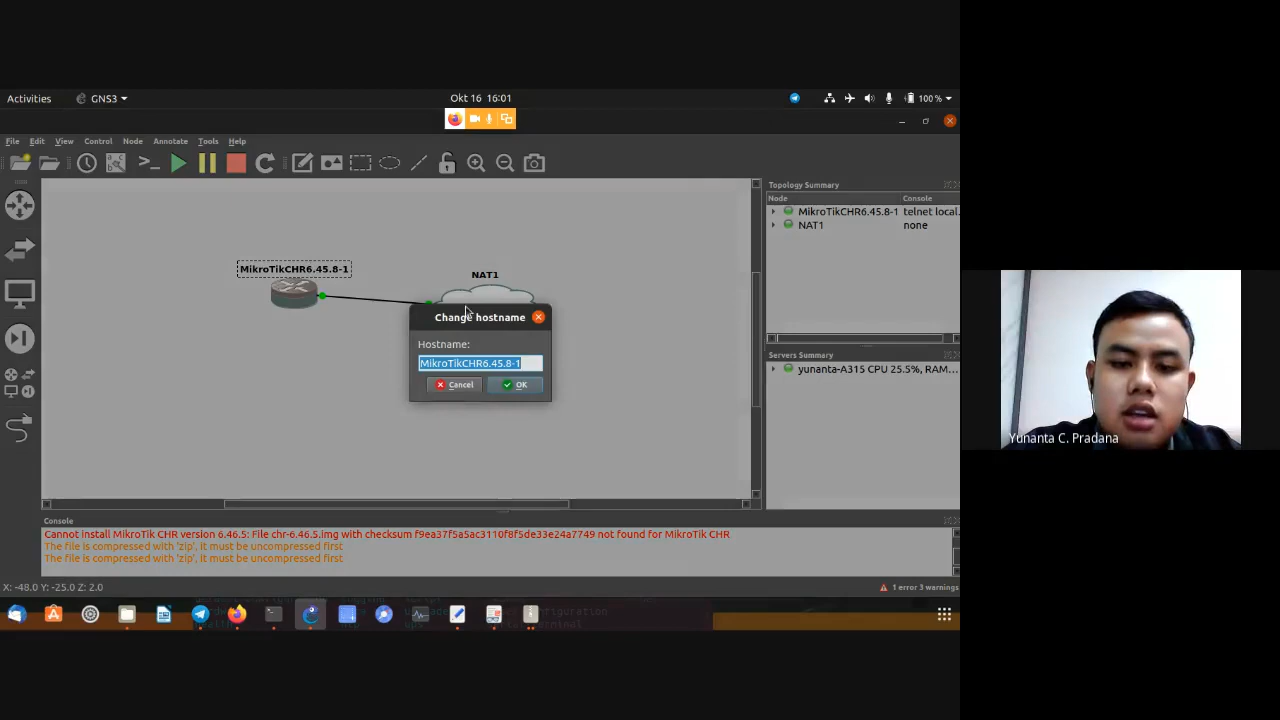 Activities
GNS3
Okt 16 16:01
100%
File Edit View Control Node Annotate Tools Help
Topology Summary
Node Console
MikroTikCHR6.45.8-1 telnet local...
NAT1 none
MikroTikCHR6.45.8-1
NAT1
Change hostname
Hostname:
MikroTikCHR6.45.8-1
Cancel OK
Servers Summary
yunanta-A315 CPU 25.5%, RAM...
Yunanta C. Pradana
Console
Cannot install MikroTik CHR version 6.46.5: File chr-6.46.5.img with checksum f9ea37f5a5ac3110f8f5de33e24a7749 not found for MikroTik CHR
The file is compressed with 'zip', it must be uncompressed first
The file is compressed with 'zip', it must be uncompressed first
X: -48.0 Y: -25.0 Z: 2.0
1 error 3 warnings